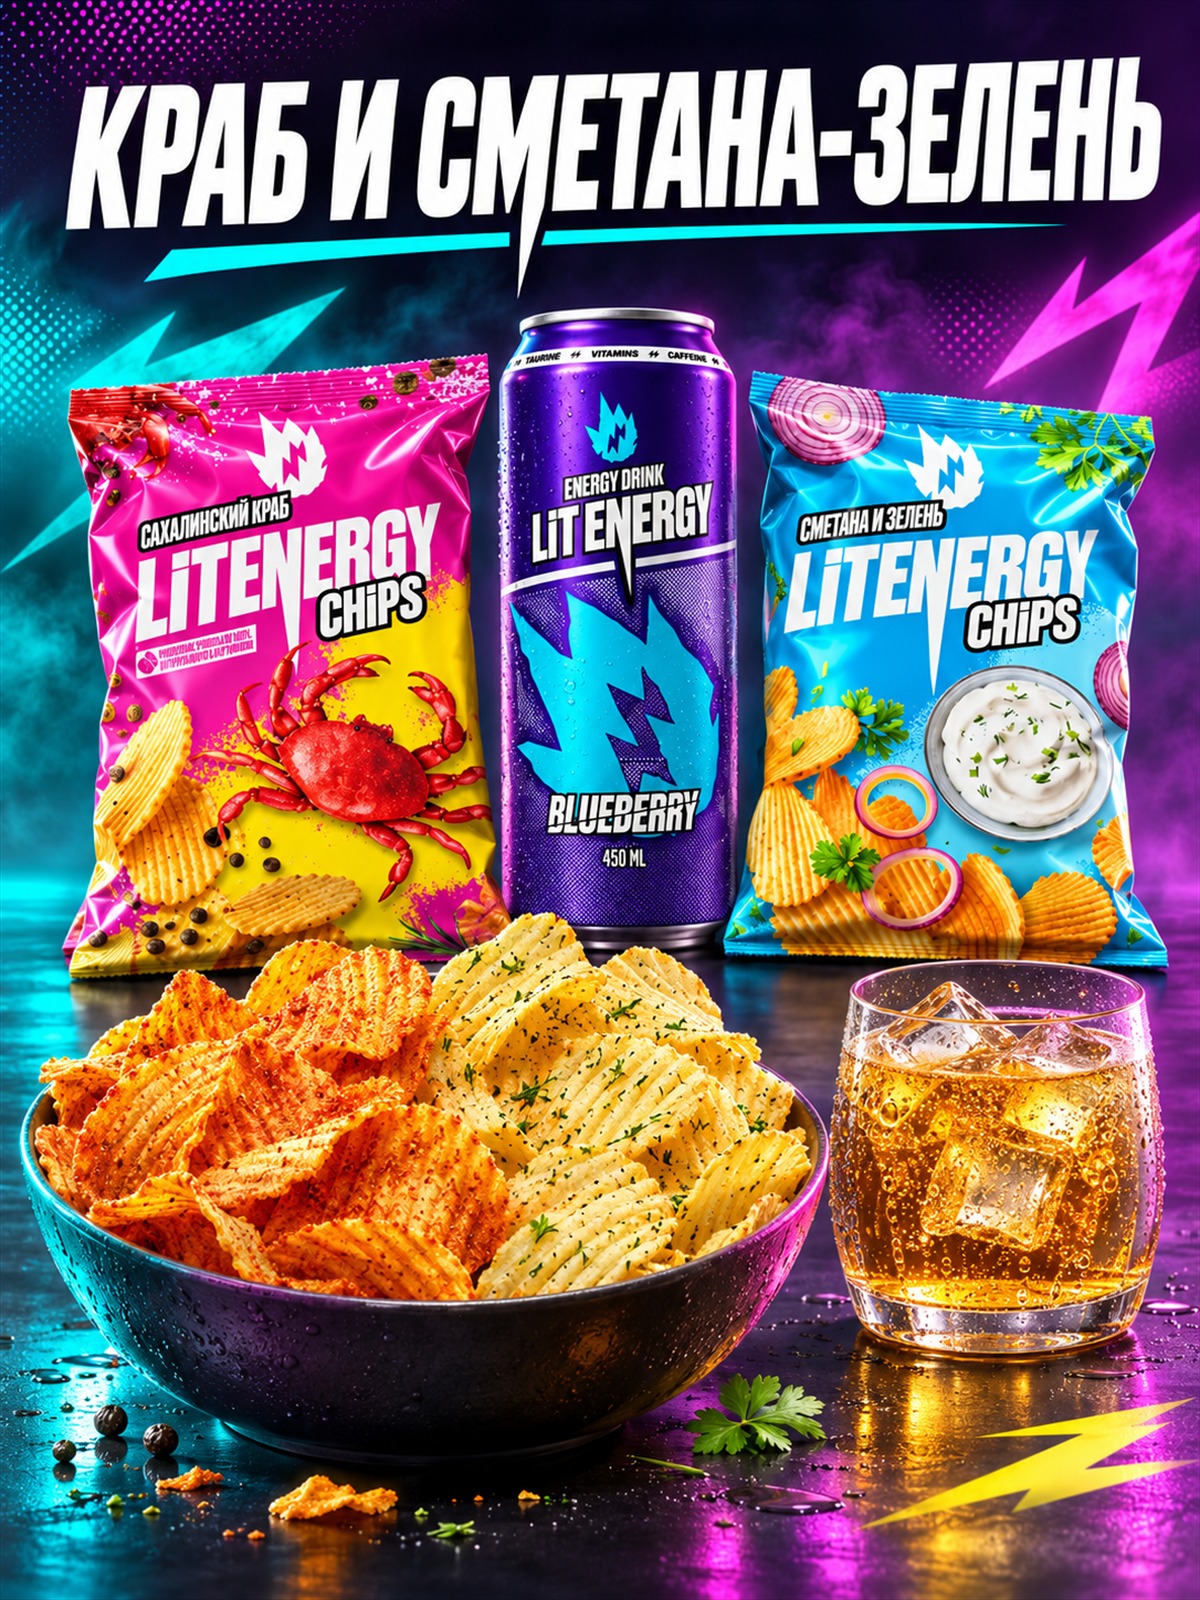 КРАБ И СМЕТАНА-ЗЕЛЕНЬ
TAURINE VITAMINS CAFFEINE
САХАЛИНСКИЙ КРАБ
LiTENERGY
CHiPS
ENERGY DRINK
LiT ENERGY
BLUEBERRY
450 ML
СМЕТАНА И ЗЕЛЕНЬ
LiTENERGY
CHiPS